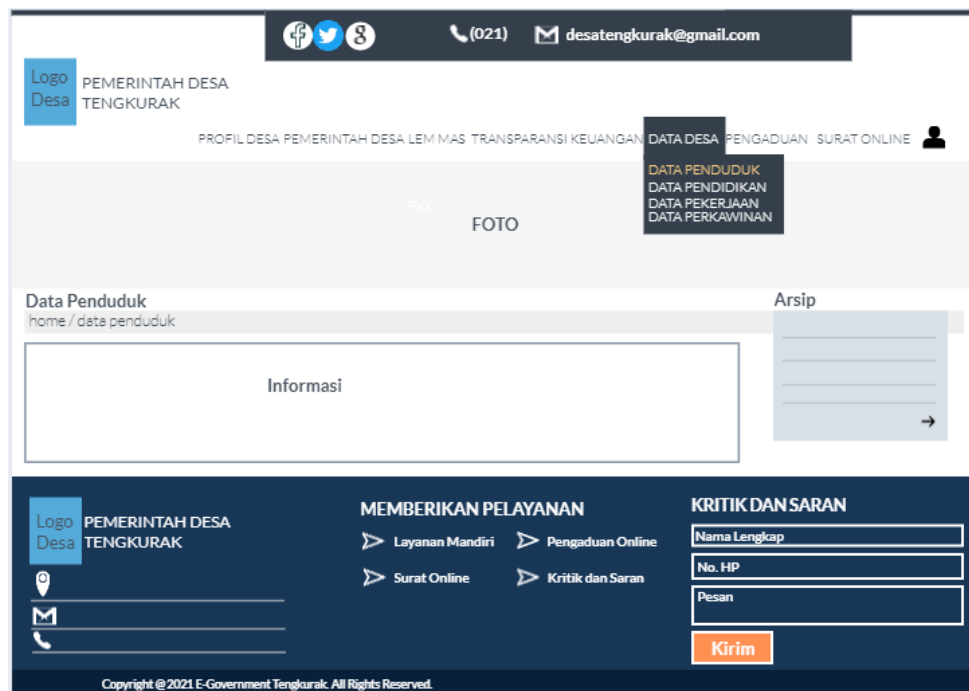 (021) desatengkurak@gmail.com
Logo
Desa
PEMERINTAH DESA
TENGKURAK
PROFIL DESA PEMERINTAH DESA LEM MAS TRANSPARANSI KEUANGAN DATA DESA PENGADUAN SURAT ONLINE
DATA PENDUDUK
DATA PENDIDIKAN
DATA PEKERJAAN
DATA PERKAWINAN
FOTO
Data Penduduk
home / data penduduk
Arsip
Informasi
Logo
Desa
PEMERINTAH DESA
TENGKURAK
MEMBERIKAN PELAYANAN
Layanan Mandiri
Pengaduan Online
Surat Online
Kritik dan Saran
KRITIK DAN SARAN
Nama Lengkap
No. HP
Pesan
Kirim
Copyright @ 2021 E-Government Tengkurak. All Rights Reserved.